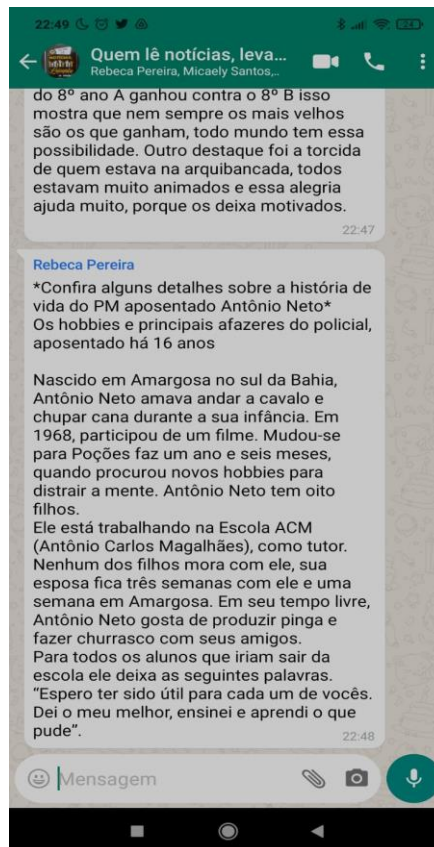 22:49
24
Quem lê notícias, leva...
Rebeca Pereira, Micaely Santos,..
do 8º ano A ganhou contra o 8º B isso
mostra que nem sempre os mais velhos
são os que ganham, todo mundo tem essa
possibilidade. Outro destaque foi a torcida
de quem estava na arquibancada, todos
estavam muito animados e essa alegria
ajuda muito, porque os deixa motivados.
22:47
Rebeca Pereira
*Confira alguns detalhes sobre a história de
vida do PM aposentado Antônio Neto*
Os hobbies e principais afazeres do policial,
aposentado há 16 anos
Nascido em Amargosa no sul da Bahia,
Antônio Neto amava andar a cavalo e
chupar cana durante a sua infância. Em
1968, participou de um filme. Mudou-se
para Poções faz um ano e seis meses,
quando procurou novos hobbies para
distrair a mente. Antônio Neto tem oito
filhos.
Ele está trabalhando na Escola ACM
(Antônio Carlos Magalhães), como tutor.
Nenhum dos filhos mora com ele, sua
esposa fica três semanas com ele e uma
semana em Amargosa. Em seu tempo livre,
Antônio Neto gosta de produzir pinga e
fazer churrasco com seus amigos.
Para todos os alunos que iriam sair da
escola ele deixa as seguintes palavras.
“Espero ter sido útil para cada um de vocês.
Dei o meu melhor, ensinei e aprendi o que
pude”.
22:48
Mensagem